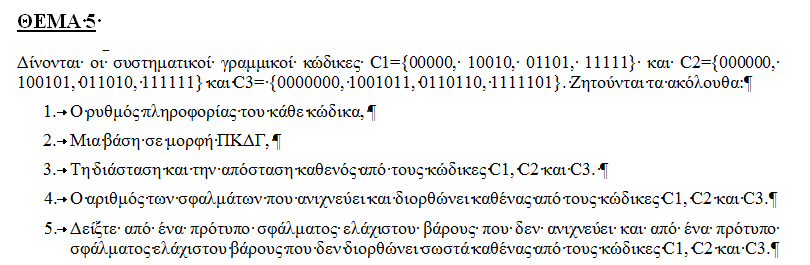 ΘΕΜΑ 5
Δίνονται οι συστηματικοί γραμμικοί κώδικες C1={00000, 10010, 01101, 11111} και C2={000000,
100101, 011010, 111111} και C3= {0000000, 1001011, 0110110, 1111101}. Ζητούνται τα ακόλουθα:¶
1.→ Ο ρυθμός πληροφορίας του κάθε κώδικα, ¶
2.→ Μια βάση σε μορφή ΠΚΔΓ, ¶
3.→ Τη διάσταση και την απόσταση καθενός από τους κώδικες C1, C2 και C3. ¶
4.→ Ο αριθμός των σφαλμάτων που ανιχνεύει και διορθώνει καθένας από τους κώδικες C1, C2 και C3.¶
5.→ Δείξτε από ένα πρότυπο σφάλματος ελάχιστου βάρους που δεν ανιχνεύει και από ένα πρότυπο
σφάλματος ελάχιστου βάρους που δεν διορθώνει σωστά καθένας από τους κώδικες C1, C2 και C3.¶